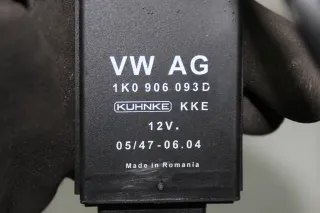 VW AG
1K0 906 093D
KUHNKE KKE
12V.
05/47-06.04
Made in Romania